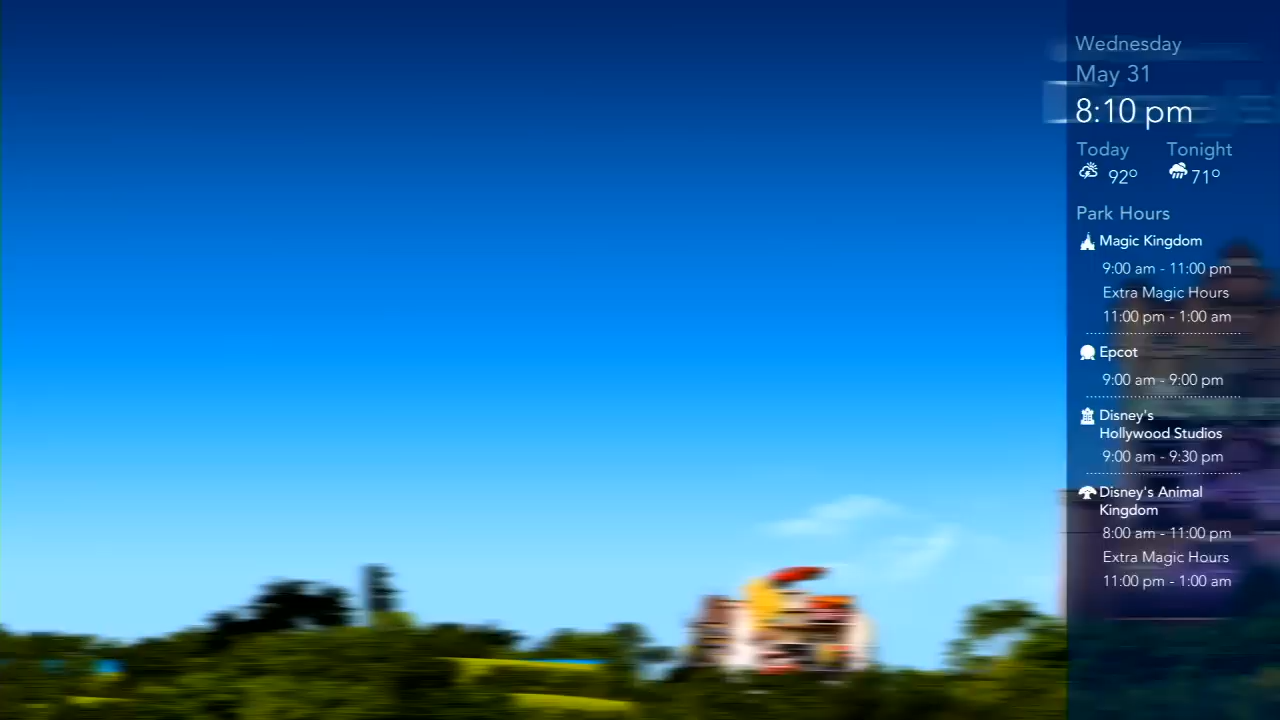 Wednesday
May 31
8:10 pm
Today Tonight
92° 71°
Park Hours
Magic Kingdom
9:00 am - 11:00 pm
Extra Magic Hours
11:00 pm - 1:00 am
Epcot
9:00 am - 9:00 pm
Disney's
Hollywood Studios
9:00 am - 9:30 pm
Disney's Animal
Kingdom
8:00 am - 11:00 pm
Extra Magic Hours
11:00 pm - 1:00 am